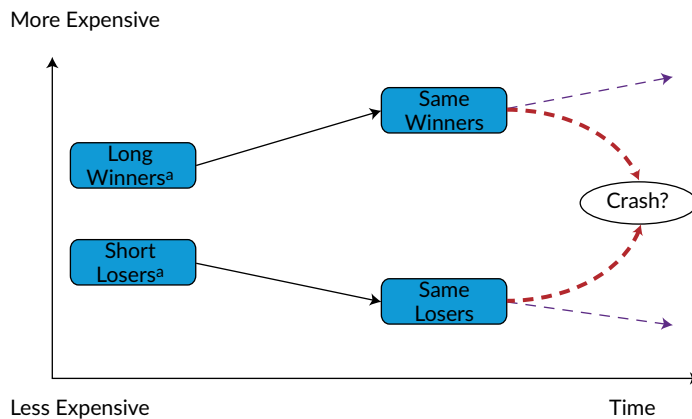 More Expensive
Same
Winners
Long
Winnersª
Crash?
Short
Losersª
Same
Losers
Less Expensive
Time